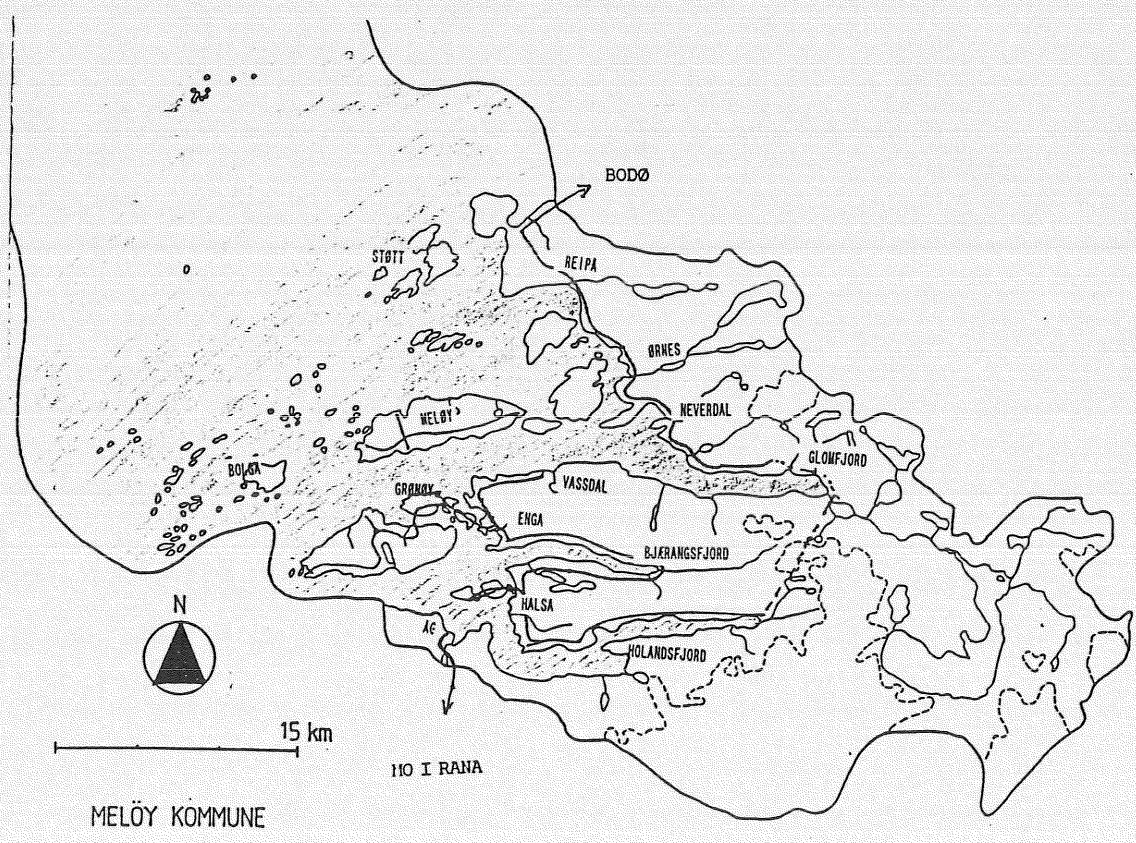 BODØ
STØTT
REIPÅ
ØRNES
NEVERDAL
MELØY
GLOMFJORD
BOLGA
GRØNØY
VASSDAL
ENGA
BJÆRANGSFJORD
HALSA
ÅG
HOLANDSFJORD
N
15 km
MO I RANA
MELÖY KOMMUNE